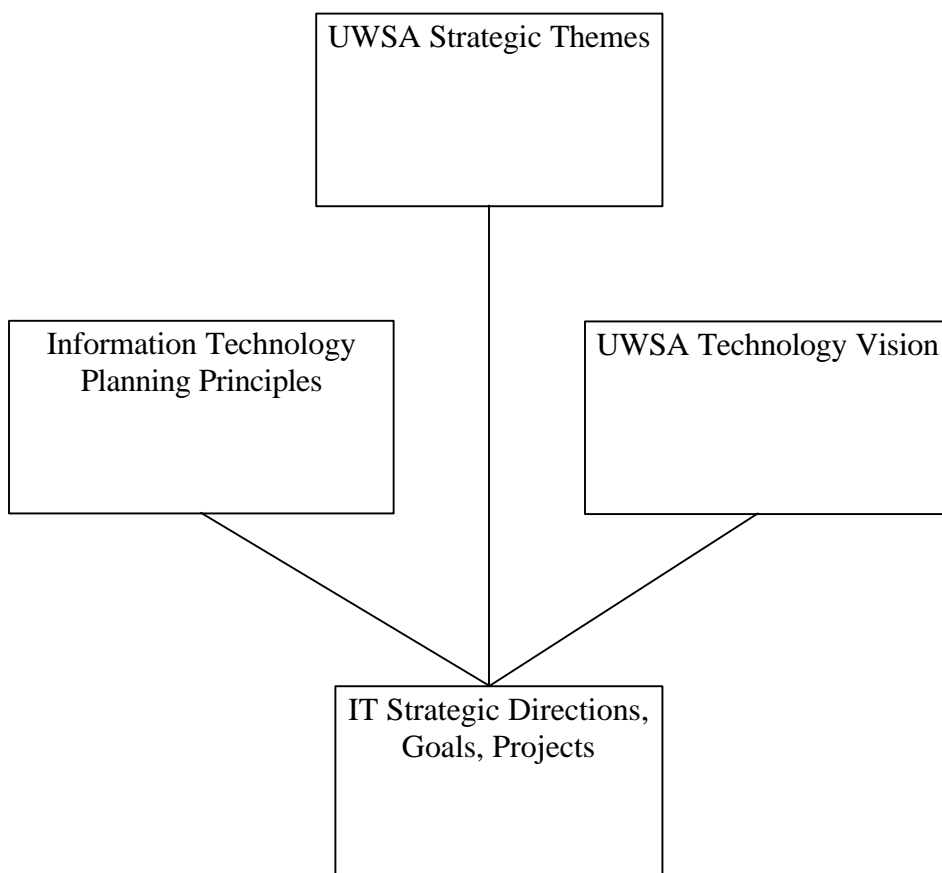 UWSA Strategic Themes
Information Technology
Planning Principles
UWSA Technology Vision
IT Strategic Directions,
Goals, Projects